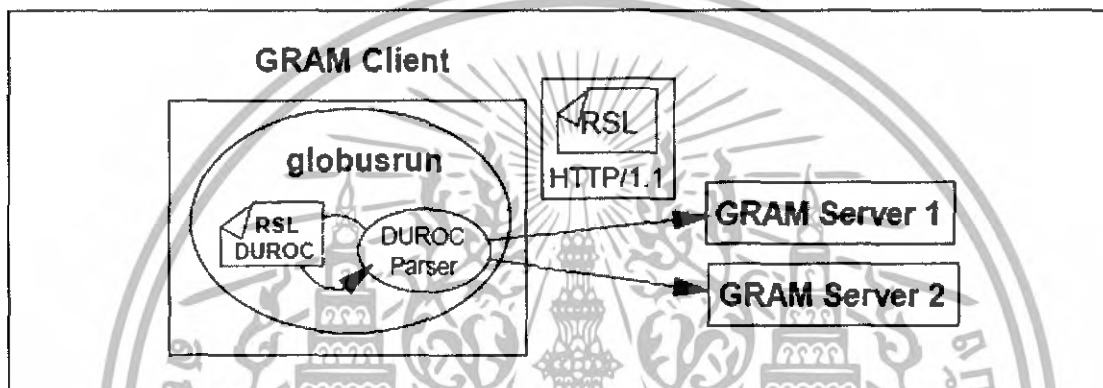 GRAM Client
globusrun
RSL
DUROC
DUROC
Parser
RSL
HTTP/1.1
GRAM Server 1
GRAM Server 2